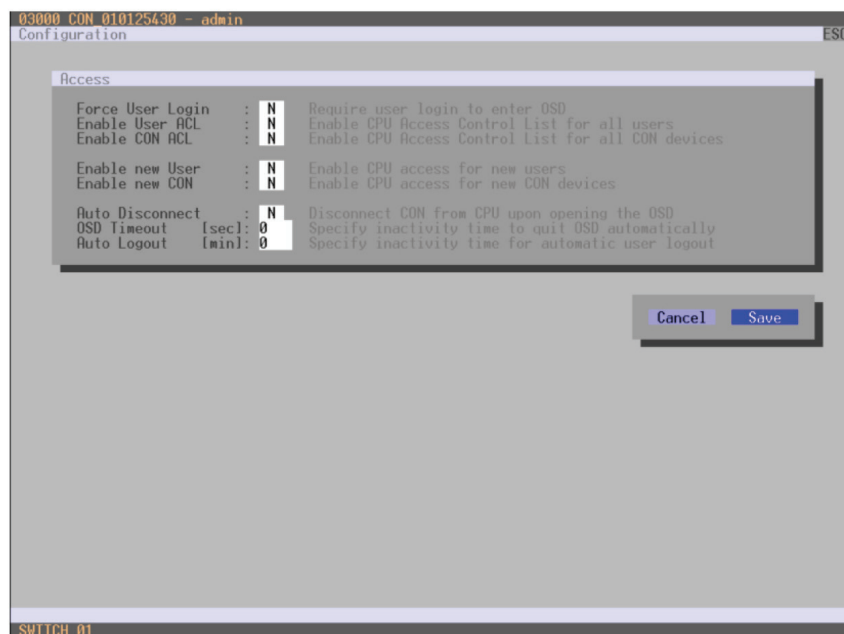 03000 CON_010125430 - admin
Configuration ESC
Access
Force User Login : N Require user login to enter OSD
Enable User ACL : N Enable CPU Access Control List for all users
Enable CON ACL : N Enable CPU Access Control List for all CON devices
Enable new User : N Enable CPU access for new users
Enable new CON : N Enable CPU access for new CON devices
Auto Disconnect : N Disconnect CON from CPU upon opening the OSD
OSD Timeout [sec]: 0 Specify inactivity time to quit OSD automatically
Auto Logout [min]: 0 Specify inactivity time for automatic user logout
Cancel Save
SWITCH_01